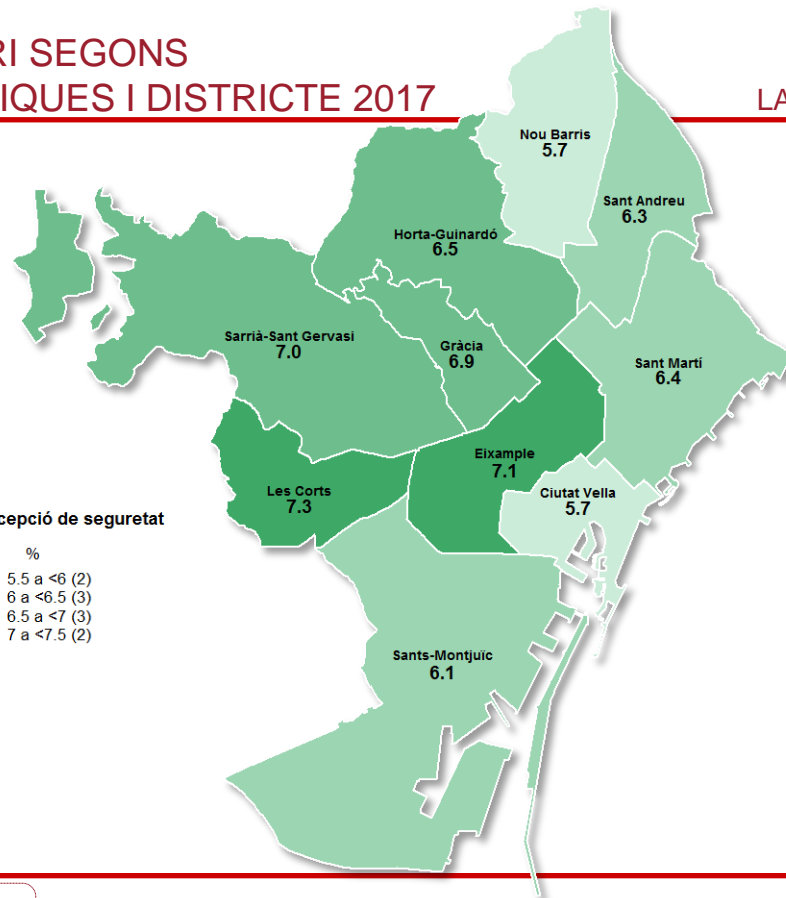 RI SEGONS
IQUES I DISTRICTE 2017
LA
Nou Barris
5.7
Sant Andreu
6.3
Horta-Guinardó
6.5
Sarrià-Sant Gervasi
7.0
Gràcia
6.9
Sant Martí
6.4
Eixample
7.1
Les Corts
7.3
Ciutat Vella
5.7
cepció de seguretat
%
5.5 a <6 (2)
6 a <6.5 (3)
6.5 a <7 (3)
7 a <7.5 (2)
Sants-Montjuïc
6.1